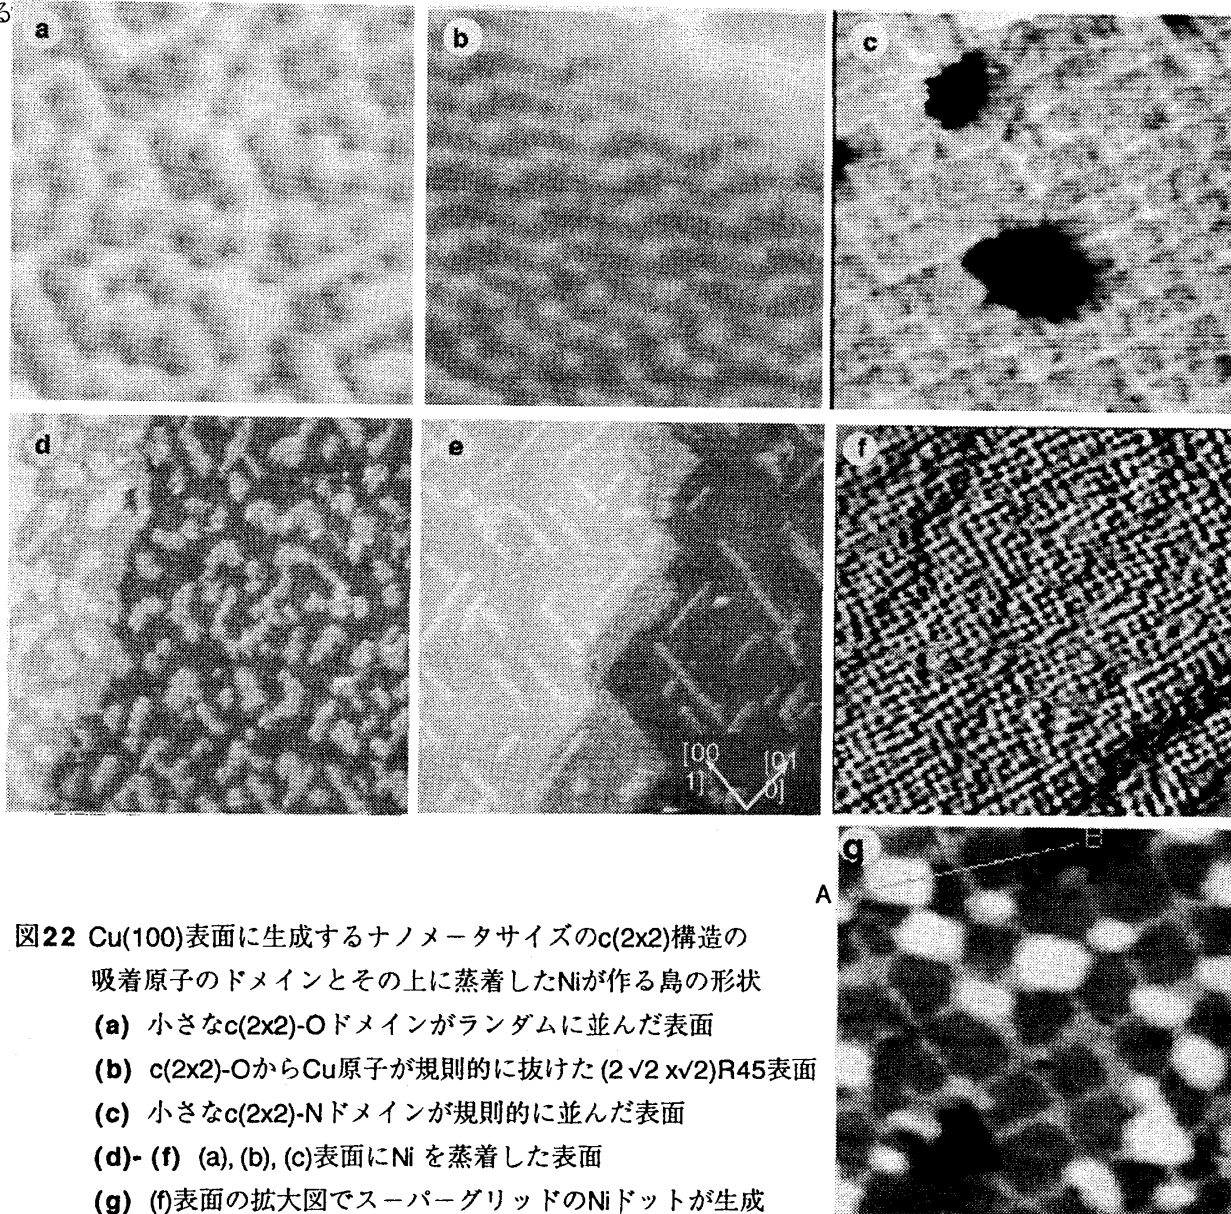 る
a
b
c
d
e
f
[00
1]
[01
0]
g
A
B
図22 Cu(100)表面に生成するナノメータサイズのc(2x2)構造の
吸着原子のドメインとその上に蒸着したNiが作る島の形状
(a) 小さなc(2x2)-Oドメインがランダムに並んだ表面
(b) c(2x2)-OからCu原子が規則的に抜けた(2√2 x√2)R45表面
(c) 小さなc(2x2)-Nドメインが規則的に並んだ表面
(d)- (f) (a), (b), (c)表面にNi を蒸着した表面
(g) (f)表面の拡大図でスーパーグリッドのNiドットが生成